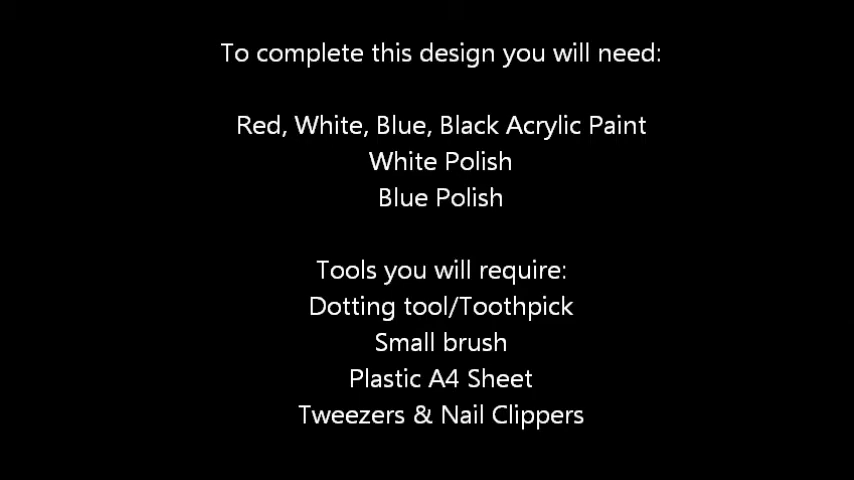 To complete this design you will need:
Red, White, Blue, Black Acrylic Paint
White Polish
Blue Polish
Tools you will require:
Dotting tool/Toothpick
Small brush
Plastic A4 Sheet
Tweezers & Nail Clippers